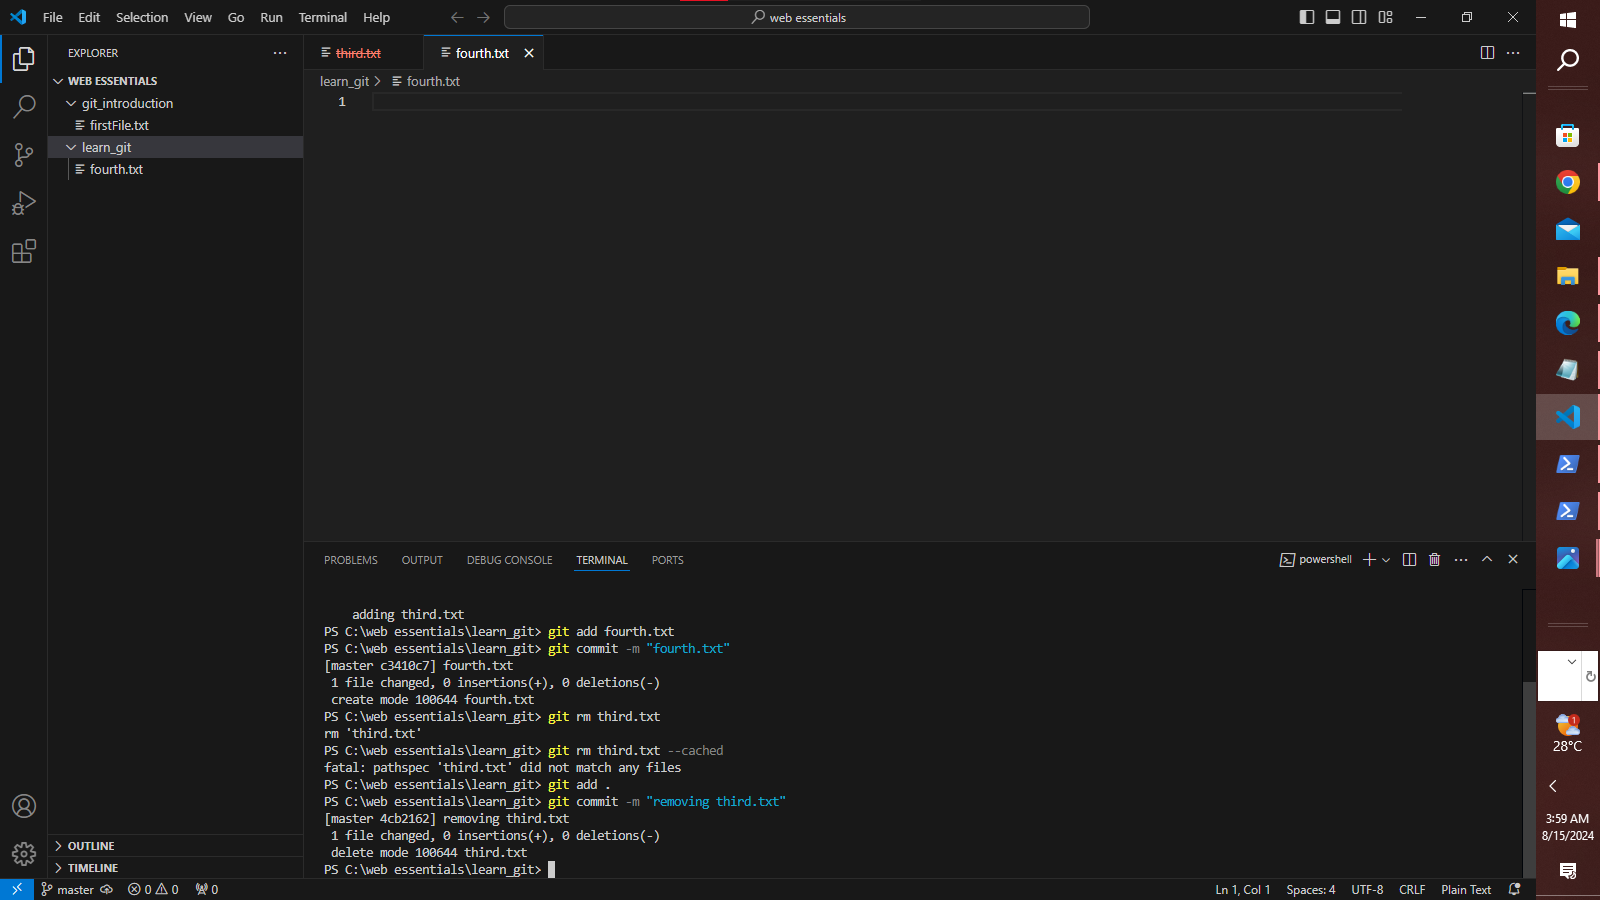 File Edit Selection View Go Run Terminal Help
web essentials
EXPLORER
WEB ESSENTIALS
git_introduction
firstFile.txt
learn_git
fourth.txt
OUTLINE
TIMELINE
third.txt
fourth.txt
learn_git > fourth.txt
1
PROBLEMS OUTPUT DEBUG CONSOLE TERMINAL PORTS
powershell
adding third.txt
PS C:\web essentials\learn_git> git add fourth.txt
PS C:\web essentials\learn_git> git commit -m "fourth.txt"
[master c3410c7] fourth.txt
1 file changed, 0 insertions(+), 0 deletions(-)
create mode 100644 fourth.txt
PS C:\web essentials\learn_git> git rm third.txt
rm 'third.txt'
PS C:\web essentials\learn_git> git rm third.txt --cached
fatal: pathspec 'third.txt' did not match any files
PS C:\web essentials\learn_git> git add .
PS C:\web essentials\learn_git> git commit -m "removing third.txt"
[master 4cb2162] removing third.txt
1 file changed, 0 insertions(+), 0 deletions(-)
delete mode 100644 third.txt
PS C:\web essentials\learn_git>
master 0 0 0
Ln 1, Col 1 Spaces: 4 UTF-8 CRLF Plain Text
1
28°C
3:59 AM
8/15/2024